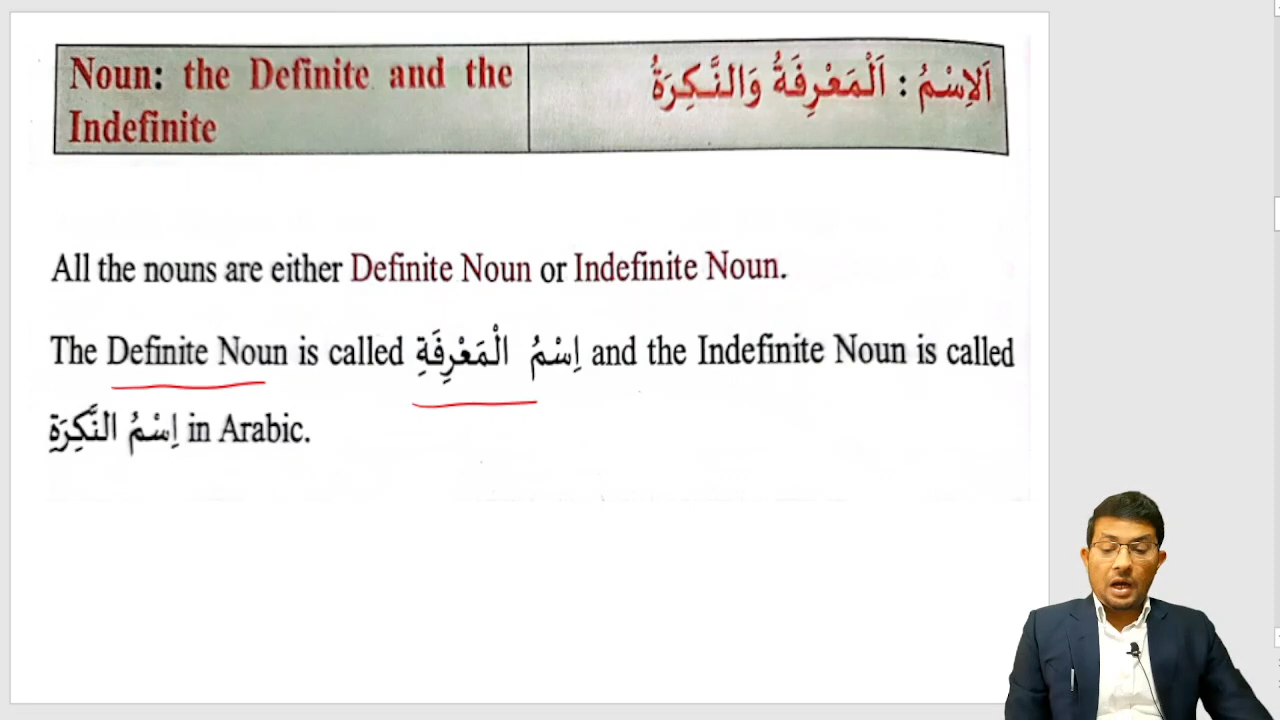 Noun: the Definite and the
Indefinite
اَلاِسْمُ : اَلْمَعْرِفَةُ وَالنَّكِرَةُ
All the nouns are either Definite Noun or Indefinite Noun.
The Definite Noun is called اِسْمُ الْمَعْرِفَةِ and the Indefinite Noun is called
اِسْمُ النَّكِرَةِ in Arabic.